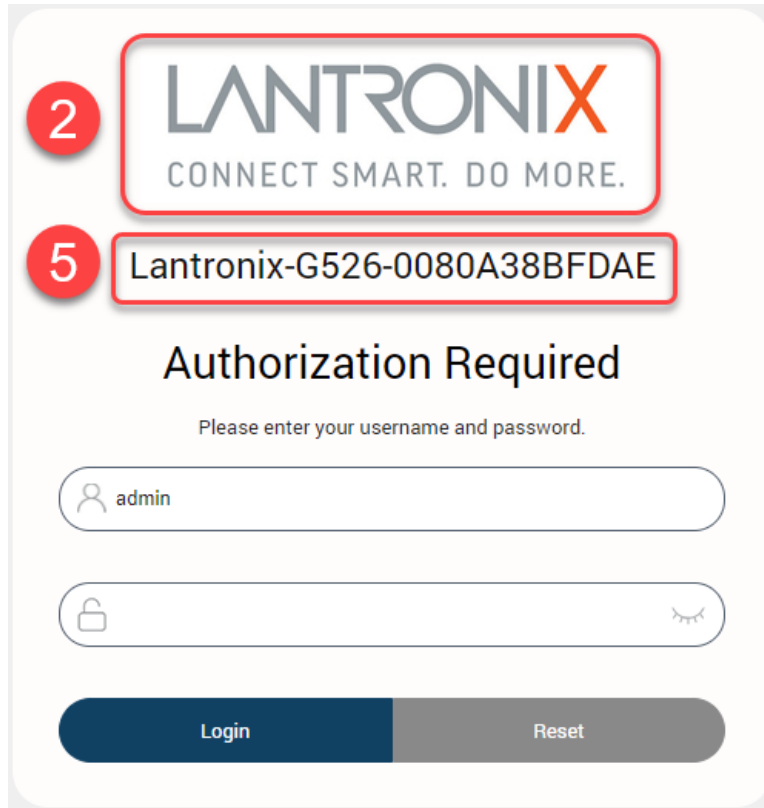 2
LANTRONIX
CONNECT SMART. DO MORE.
5
Lantronix-G526-0080A38BFDAE
Authorization Required
Please enter your username and password.
admin
Login
Reset